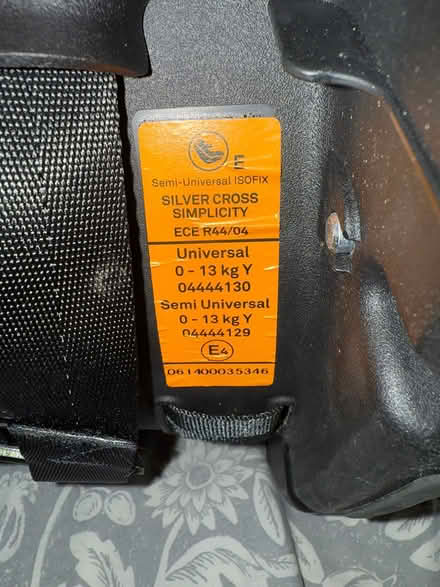 E
Semi-Universal ISOFIX
SILVER CROSS
SIMPLICITY
ECE R44/04
Universal
0 - 13 kg Y
04444130
Semi Universal
0 - 13 kg Y
04444129
E4
061400035346